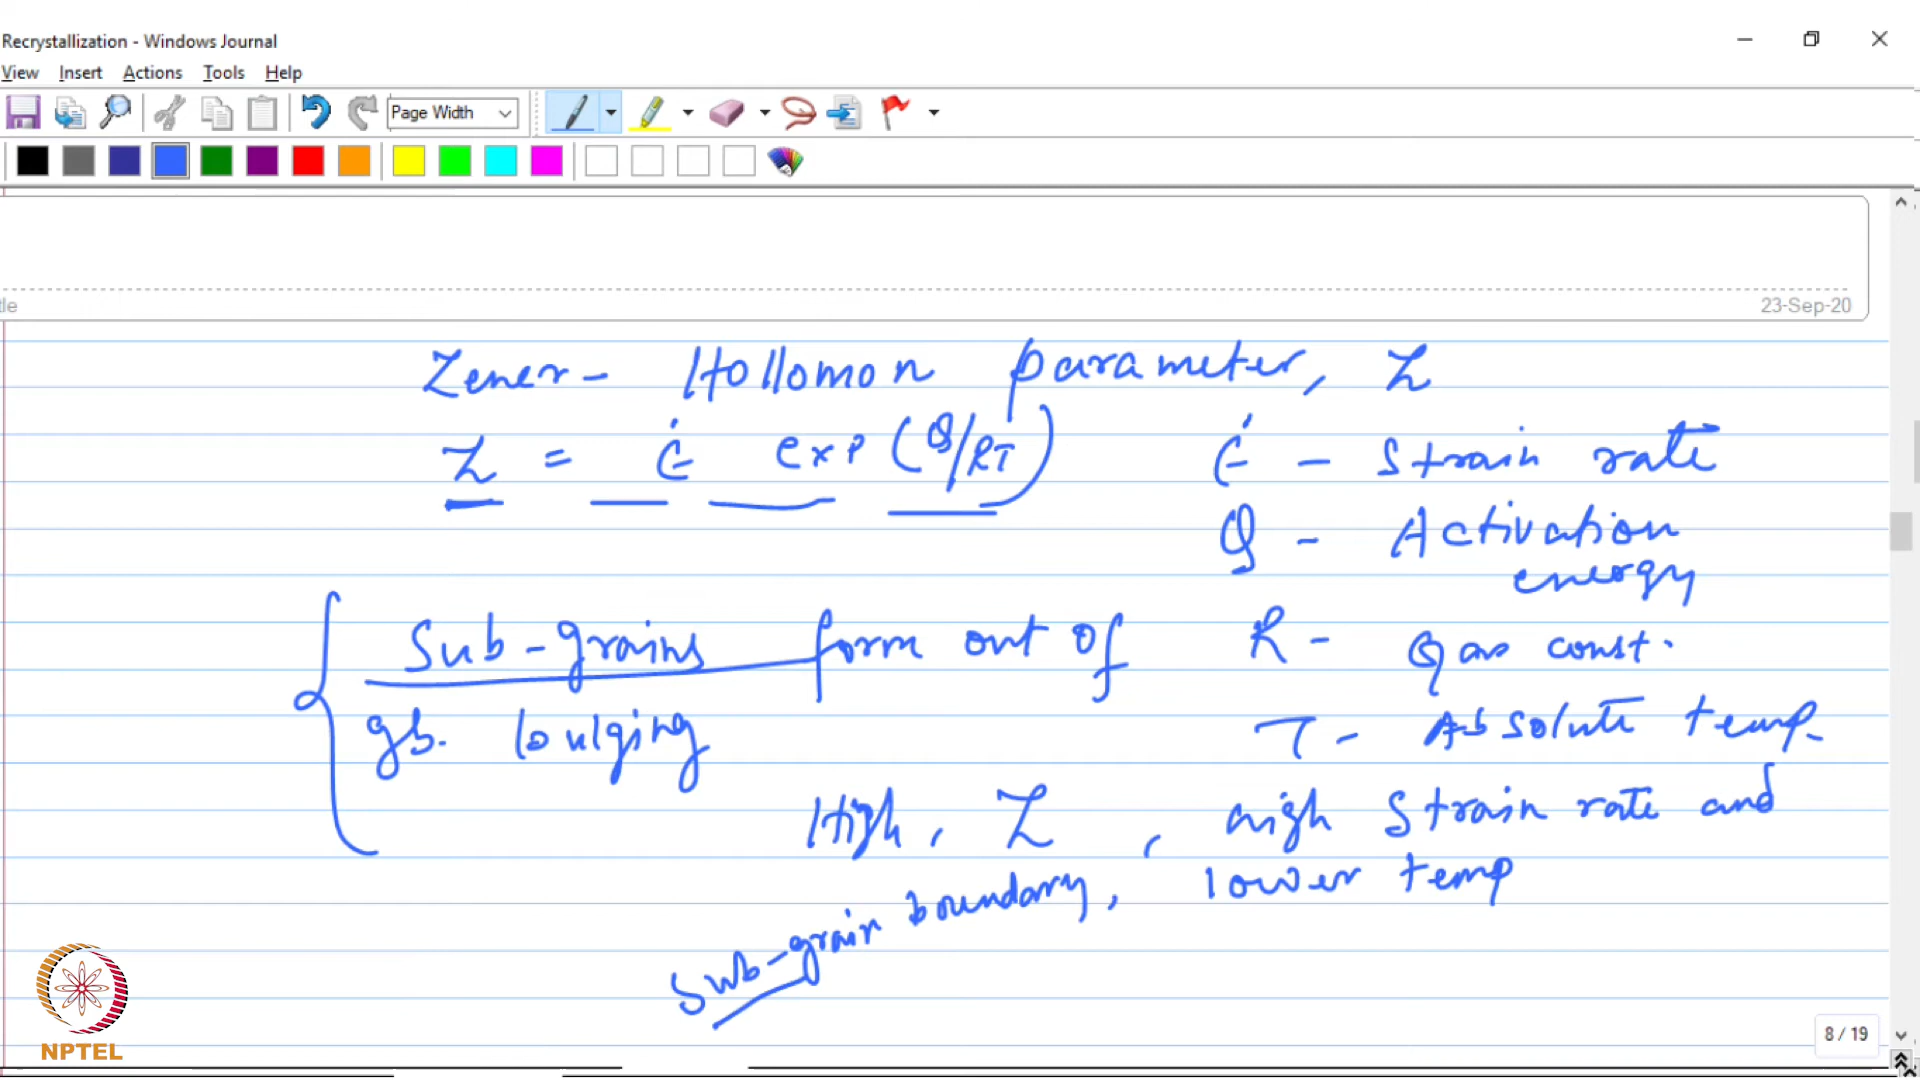 Recrystallization - Windows Journal
View Insert Actions Tools Help
Page Width
tle
23-Sep-20
Zener - Hollomon parameter, Z
Z = ε̇ exp (Q/RT)
ε̇ - Strain rate
Q - Activation
energy
Sub-grains form out of
gb. bulging
R - Gas const.
T - Absolute temp.
High, Z, high strain rate and
lower temp
Sub-grain boundary,
NPTEL
8 / 19